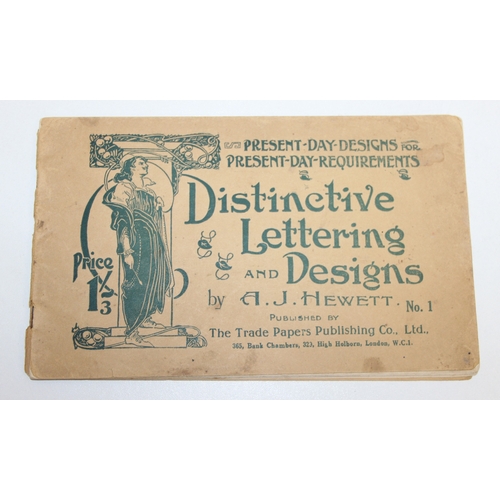 PRESENT-DAY-DESIGNS FOR
PRESENT-DAY-REQUIREMENTS
Distinctive
Lettering
AND Designs
by A.J. HEWETT. No. 1
PUBLISHED BY
The Trade Papers Publishing Co., Ltd.,
365, Bank Chambers, 329, High Holborn, London, W.C.1.
Price
1/3